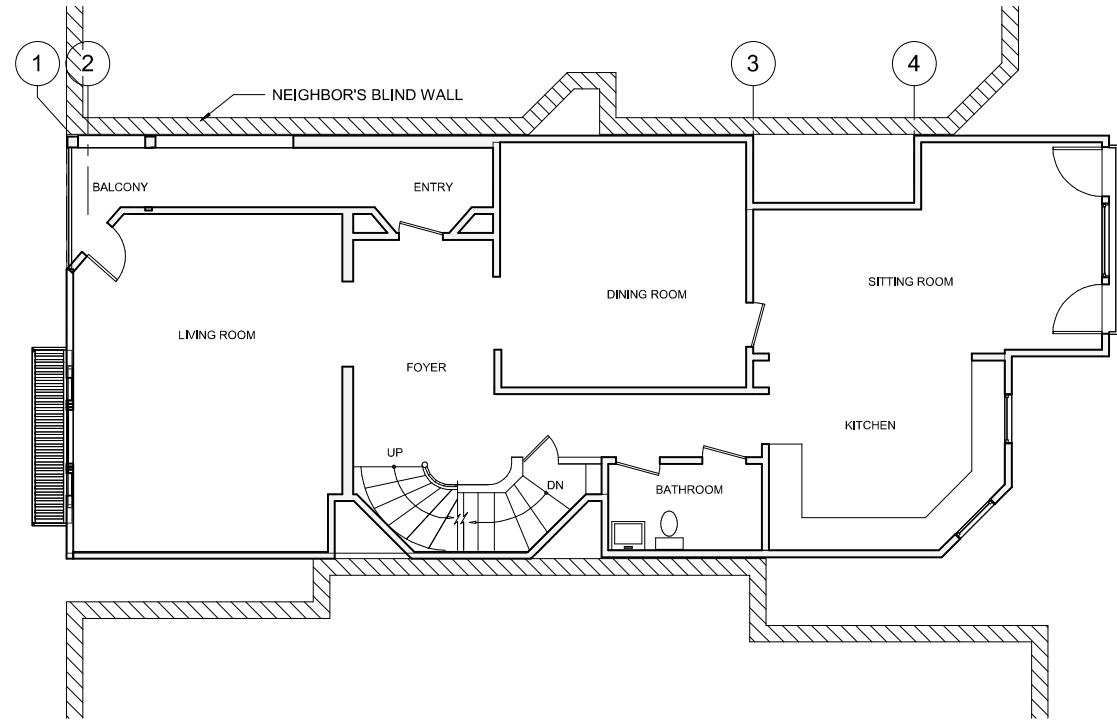 1
2
3
4
NEIGHBOR'S BLIND WALL
BALCONY
ENTRY
SITTING ROOM
DINING ROOM
LIVING ROOM
FOYER
KITCHEN
UP
DN
BATHROOM